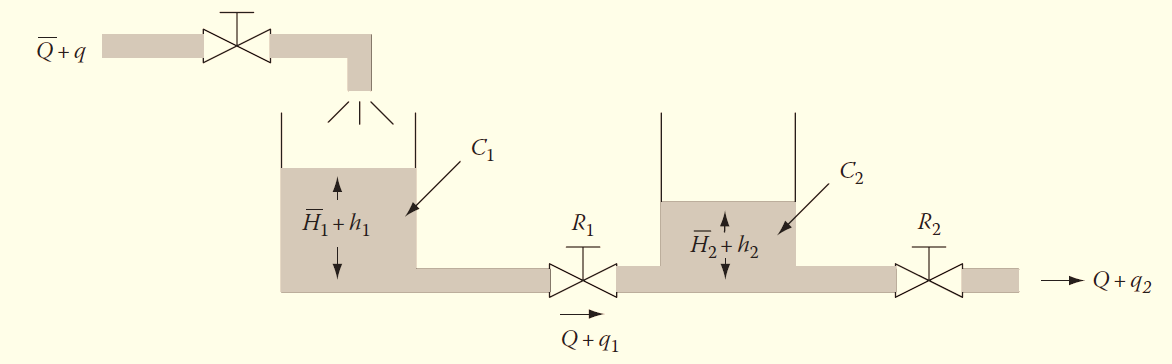 Q̅ + q
C₁
C₂
H̅₁ + h₁
R₁
H̅₂ + h₂
R₂
Q + q₂
Q + q₁